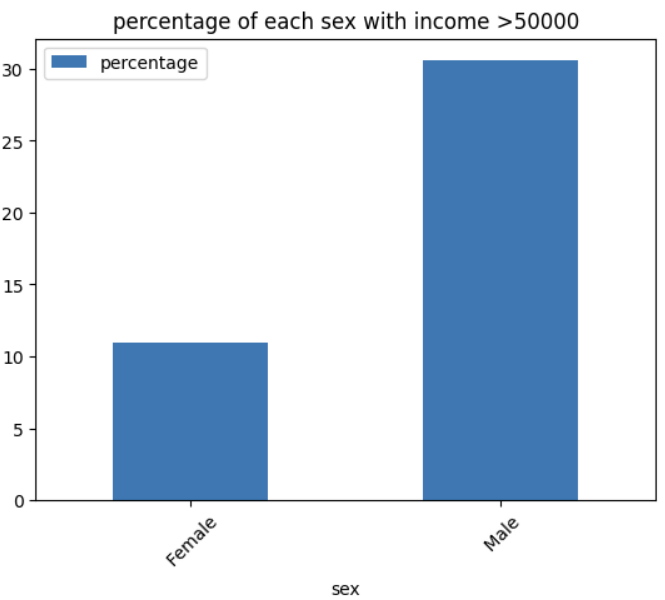 percentage of each sex with income >50000
percentage
30
25
20
15
10
5
0
Female
Male
sex